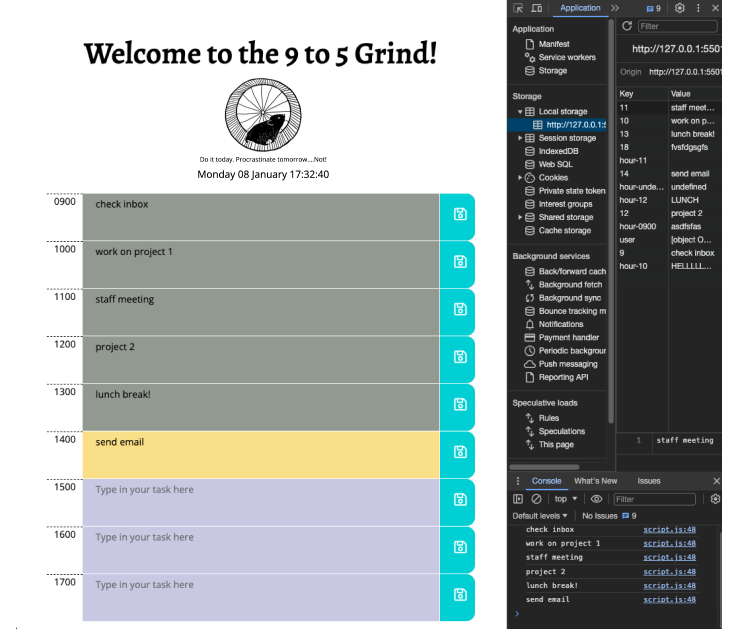 Welcome to the 9 to 5 Grind!
Do it today, Procrastinate tomorrow....Not!
Monday 08 January 17:32:40
0900 check inbox
1000 work on project 1
1100 staff meeting
1200 project 2
1300 lunch break!
1400 send email
1500 Type in your task here
1600 Type in your task here
1700 Type in your task here
Application 9
Application
Manifest
Service workers
Storage
Storage
Local storage
http://127.0.0.1:5
Session storage
IndexedDB
Web SQL
Cookies
Private state token
Interest groups
Shared storage
Cache storage
Background services
Back/forward cach
Background fetch
Background sync
Bounce tracking m
Notifications
Payment handler
Periodic backgrour
Push messaging
Reporting API
Speculative loads
Rules
Speculations
This page
Filter
http://127.0.0.1:5501
Origin http://127.0.0.1:5501
Key Value
11 staff meet...
10 work on p...
13 lunch break!
18 fvsfdgsgfs
hour-11
14 send email
hour-unde... undefined
hour-12 LUNCH
12 project 2
hour-0900 asdfsfas
user [object O...
9 check inbox
hour-10 HELLLLL...
1 staff meeting
Console What's New Issues
top Filter
Default levels No Issues 9
check inbox script.js:48
work on project 1 script.js:48
staff meeting script.js:48
project 2 script.js:48
lunch break! script.js:48
send email script.js:48